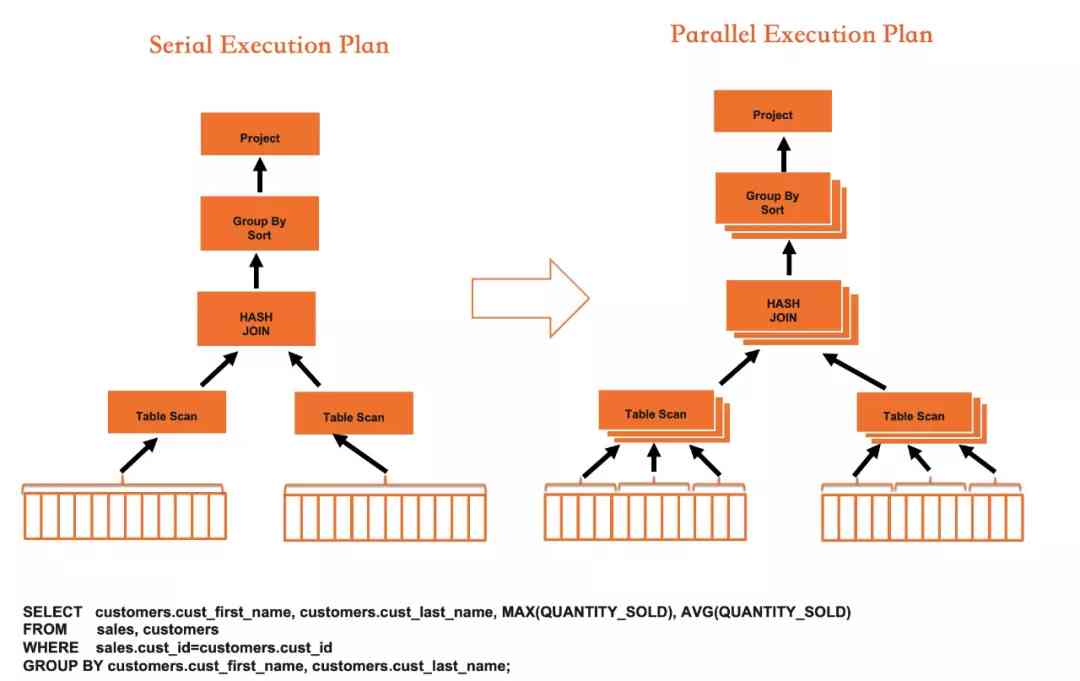 Serial Execution Plan
Project
Group By
Sort
HASH
JOIN
Table Scan
Table Scan
Parallel Execution Plan
Project
Group By
Sort
HASH
JOIN
Table Scan
Table Scan
SELECT customers.cust_first_name, customers.cust_last_name, MAX(QUANTITY_SOLD), AVG(QUANTITY_SOLD)
FROM sales, customers
WHERE sales.cust_id=customers.cust_id
GROUP BY customers.cust_first_name, customers.cust_last_name;